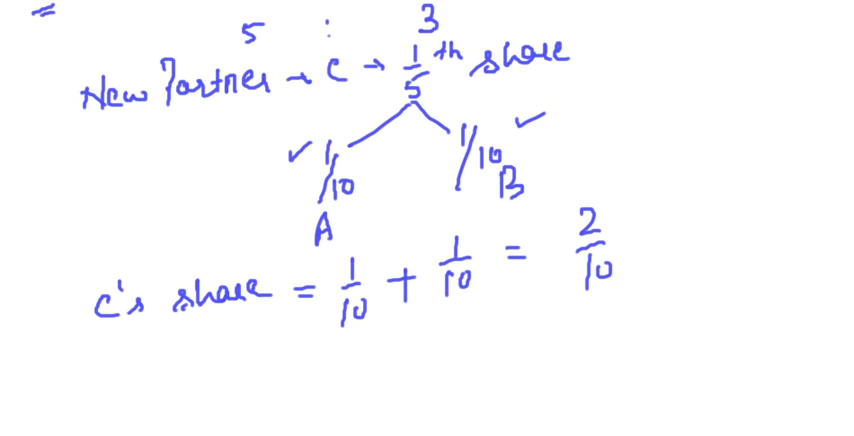 5 : 3
New Partner → C → 1/5 th share
✓ 1/10 1/10 ✓
A B
C's share = 1/10 + 1/10 = 2/10